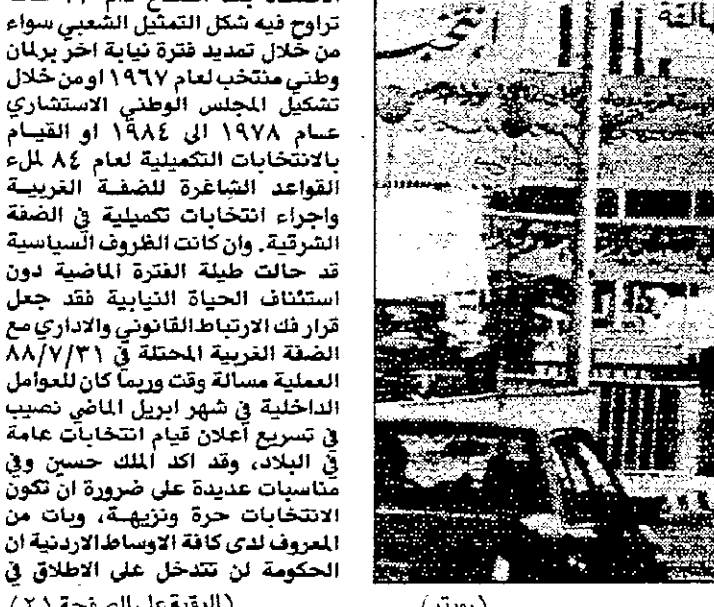 تراوح فيه شكل التمثيل الشعبي سواء
من خلال تمديد فترة نيابة اخر برلمان
وطني منتخب لعام ١٩٦٧ او من خلال
تشكيل المجلس الوطني الاستشاري
عام ١٩٧٨ الى ١٩٨٤ او القيام
بالانتخابات التكميلية لعام ٨٤ لملء
القواعد الشاغرة للضفة الغربية
واجراء انتخابات تكميلية في الضفة
الشرقية. وان كانت الظروف السياسية
قد حالت طيلة الفترة الماضية دون
استئناف الحياة النيابية فقد جعل
قرار فك الارتباط القانوني والاداري مع
الضفة الغربية المحتلة في ٨٨/٧/٣١
العملية مسالة وقت وربما كان للعوامل
الداخلية في شهر ابريل الماضي نصيب
في تسريع أعلان قيام انتخابات عامة
في البلاد، وقد اكد الملك حسين وفي
مناسبات عديدة على ضرورة ان تكون
الانتخابات حرة ونزيهة، وبات من
المعروف لدى كافة الاوساط الاردنية ان
الحكومة لن تتدخل على الاطلاق في
(البقية على الصفحة ٢)
(رويتر)